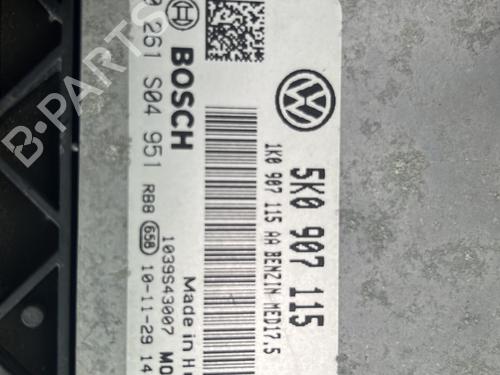 5K0 907 115
1K0 907 115 AA BENZIN MED17.5
BOSCH
Made in
261 S04 951
1039S43007
RB8 658 10-11-29 14
B-PARTS